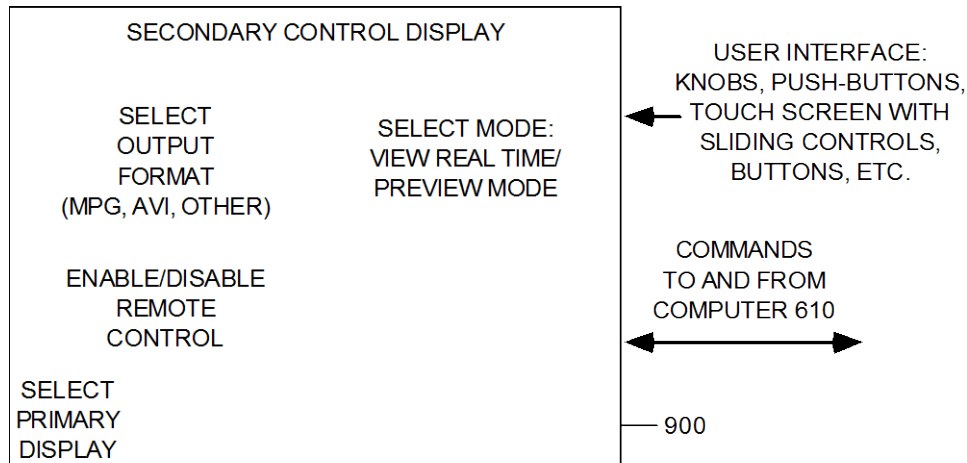 SECONDARY CONTROL DISPLAY
SELECT
OUTPUT
FORMAT
(MPG, AVI, OTHER)
SELECT MODE:
VIEW REAL TIME/
PREVIEW MODE
ENABLE/DISABLE
REMOTE
CONTROL
SELECT
PRIMARY
DISPLAY
USER INTERFACE:
KNOBS, PUSH-BUTTONS,
TOUCH SCREEN WITH
SLIDING CONTROLS,
BUTTONS, ETC.
COMMANDS
TO AND FROM
COMPUTER 610
900